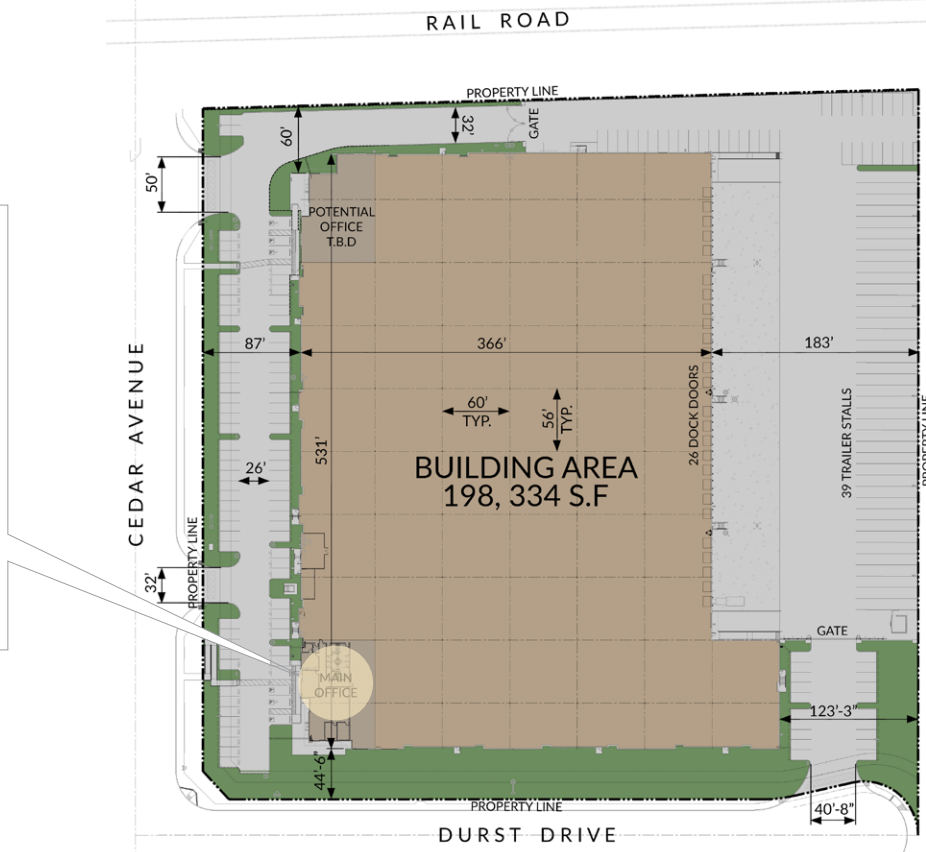 RAIL ROAD
PROPERTY LINE
60'
32'
GATE
50'
POTENTIAL
OFFICE
T.B.D
87'
366'
183'
CEDAR AVENUE
531'
60'
TYP.
56'
TYP.
26 DOCK DOORS
39 TRAILER STALLS
PROPERTY LINE
BUILDING AREA
198, 334 S.F
26'
PROPERTY LINE
32'
GATE
MAIN
OFFICE
123'-3"
44'-6"
PROPERTY LINE
40'-8"
DURST DRIVE